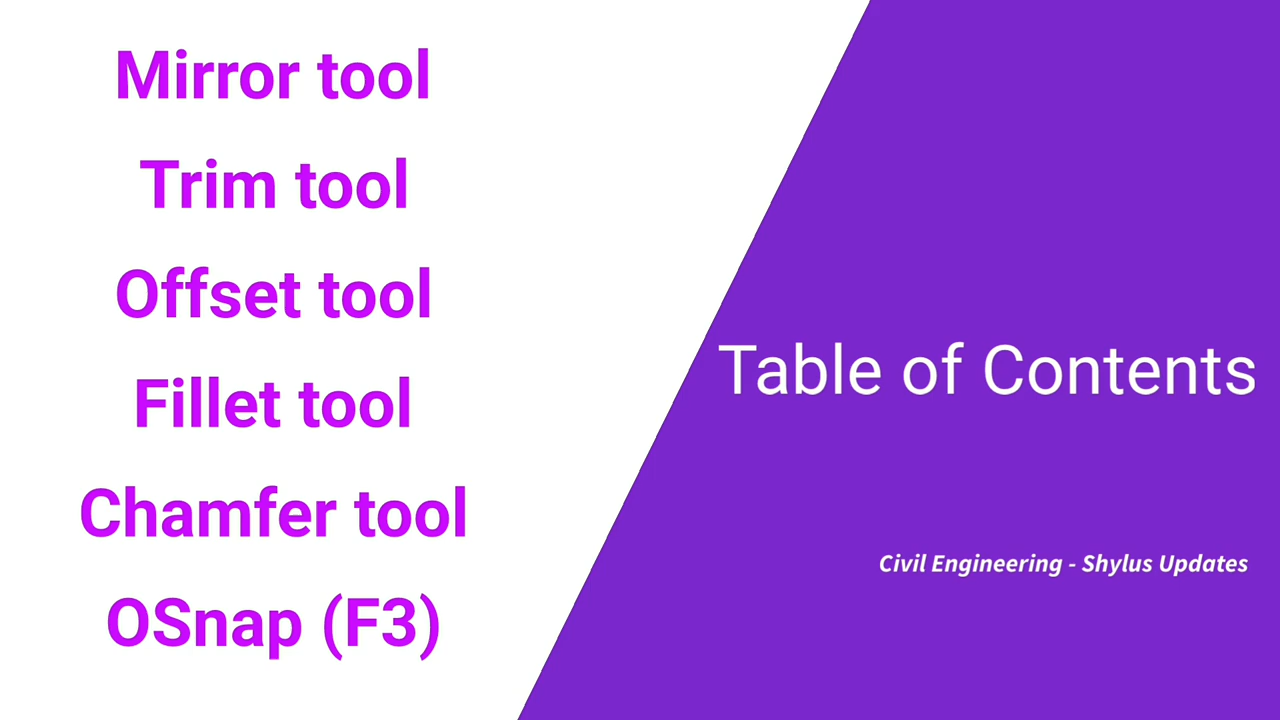 Mirror tool
Trim tool
Offset tool
Fillet tool
Chamfer tool
OSnap (F3)
Table of Contents
Civil Engineering - Shylus Updates